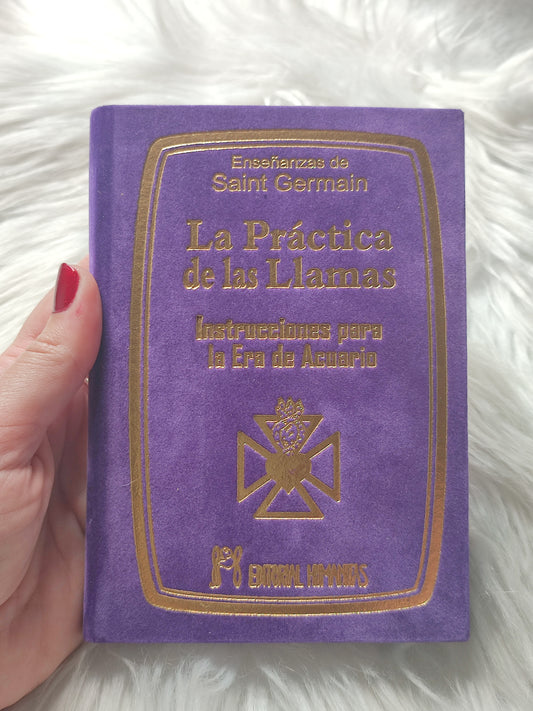 Enseñanzas de
Saint Germain
La Práctica
de las Llamas
Instrucciones para
la Era de Acuario
EDITORIAL HUMANITAS